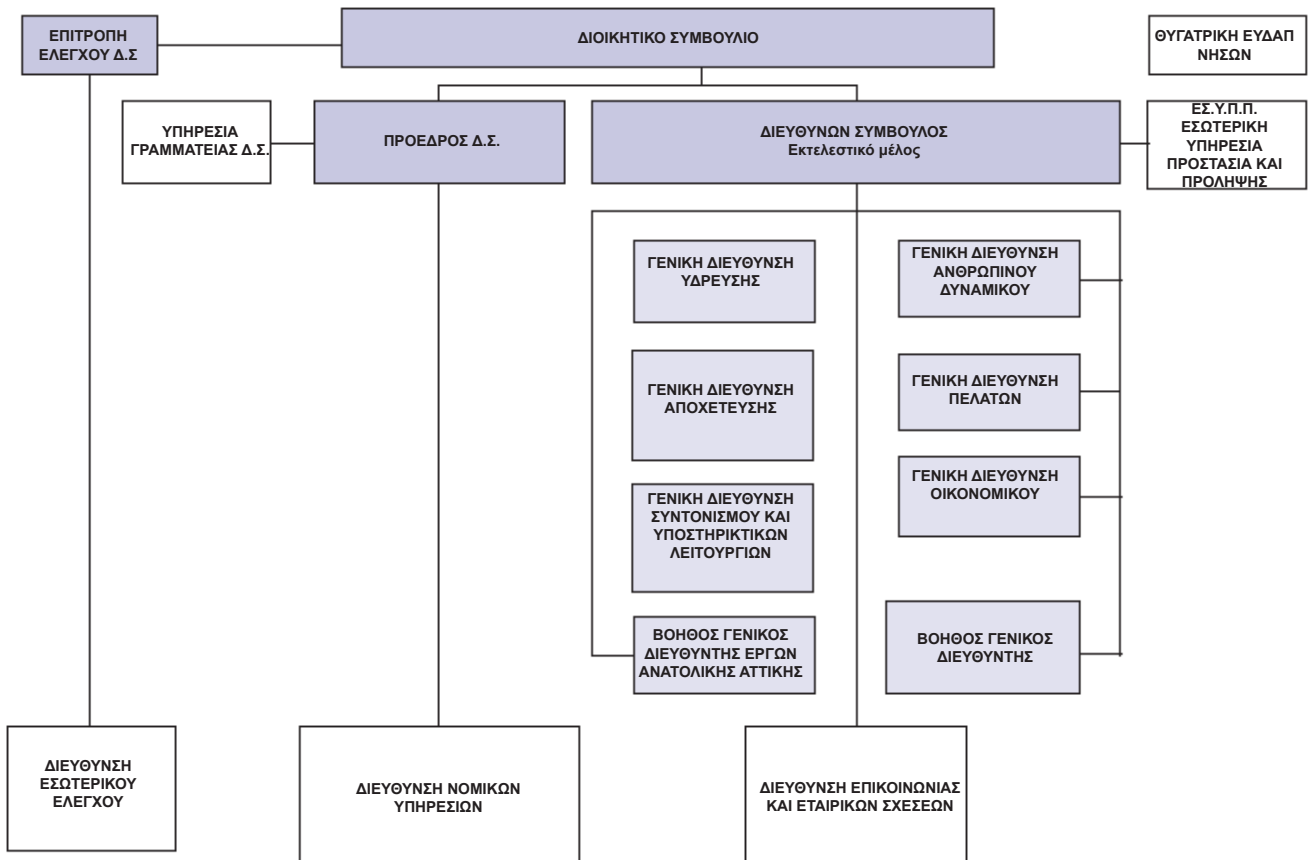 ΕΠΙΤΡΟΠΗ
ΕΛΕΓΧΟΥ Δ.Σ
ΔΙΟΙΚΗΤΙΚΟ ΣΥΜΒΟΥΛΙΟ
ΘΥΓΑΤΡΙΚΗ ΕΥΔΑΠ
ΝΗΣΩΝ
ΥΠΗΡΕΣΙΑ
ΓΡΑΜΜΑΤΕΙΑΣ Δ.Σ.
ΠΡΟΕΔΡΟΣ Δ.Σ.
ΔΙΕΥΘΥΝΩΝ ΣΥΜΒΟΥΛΟΣ
Εκτελεστικό μέλος
ΕΣ.Υ.Π.Π.
ΕΣΩΤΕΡΙΚΗ
ΥΠΗΡΕΣΙΑ
ΠΡΟΣΤΑΣΙΑ ΚΑΙ
ΠΡΟΛΗΨΗΣ
ΓΕΝΙΚΗ ΔΙΕΥΘΥΝΣΗ
ΥΔΡΕΥΣΗΣ
ΓΕΝΙΚΗ ΔΙΕΥΘΥΝΣΗ
ΑΝΘΡΩΠΙΝΟΥ
ΔΥΝΑΜΙΚΟΥ
ΓΕΝΙΚΗ ΔΙΕΥΘΥΝΣΗ
ΑΠΟΧΕΤΕΥΣΗΣ
ΓΕΝΙΚΗ ΔΙΕΥΘΥΝΣΗ
ΠΕΛΑΤΩΝ
ΓΕΝΙΚΗ ΔΙΕΥΘΥΝΣΗ
ΣΥΝΤΟΝΙΣΜΟΥ ΚΑΙ
ΥΠΟΣΤΗΡΙΚΤΙΚΩΝ
ΛΕΙΤΟΥΡΓΙΩΝ
ΓΕΝΙΚΗ ΔΙΕΥΘΥΝΣΗ
ΟΙΚΟΝΟΜΙΚΟΥ
ΒΟΗΘΟΣ ΓΕΝΙΚΟΣ
ΔΙΕΥΘΥΝΤΗΣ ΕΡΓΩΝ
ΑΝΑΤΟΛΙΚΗΣ ΑΤΤΙΚΗΣ
ΒΟΗΘΟΣ ΓΕΝΙΚΟΣ
ΔΙΕΥΘΥΝΤΗΣ
ΔΙΕΥΘΥΝΣΗ
ΕΣΩΤΕΡΙΚΟΥ
ΕΛΕΓΧΟΥ
ΔΙΕΥΘΥΝΣΗ ΝΟΜΙΚΩΝ
ΥΠΗΡΕΣΙΩΝ
ΔΙΕΥΘΥΝΣΗ ΕΠΙΚΟΙΝΩΝΙΑΣ
ΚΑΙ ΕΤΑΙΡΙΚΩΝ ΣΧΕΣΕΩΝ